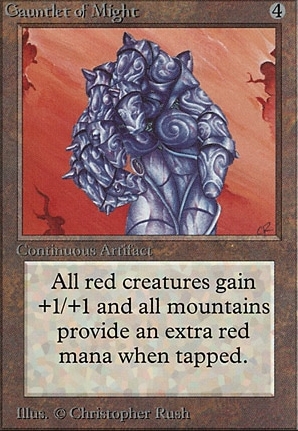 Gauntlet of Might 4
Continuous Artifact
All red creatures gain
+1/+1 and all mountains
provide an extra red
mana when tapped.
Illus. © Christopher Rush
CR